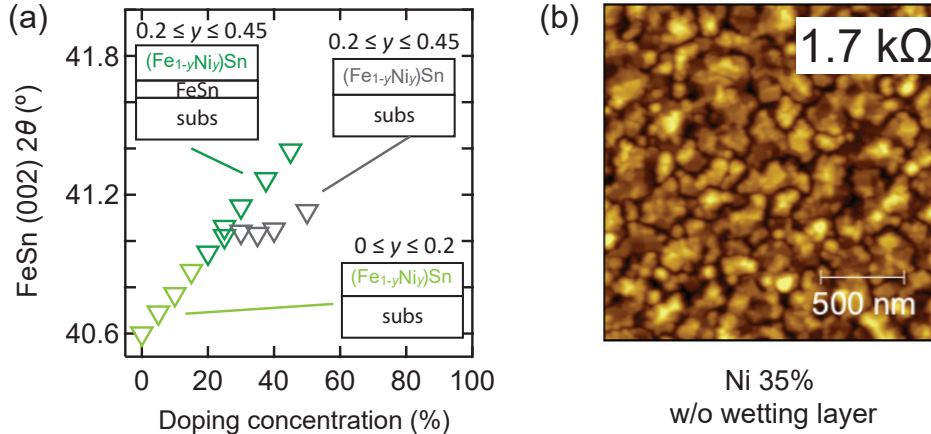 (a)
0.2 ≤ y ≤ 0.45
(Fe1-yNiy)Sn
FeSn
subs
0.2 ≤ y ≤ 0.45
(Fe1-yNiy)Sn
subs
0 ≤ y ≤ 0.2
(Fe1-yNiy)Sn
subs
FeSn (002) 2θ (º)
41.8
41.2
40.6
0 20 40 60 80 100
Doping concentration (%)
(b)
1.7 kΩ
500 nm
Ni 35%
w/o wetting layer